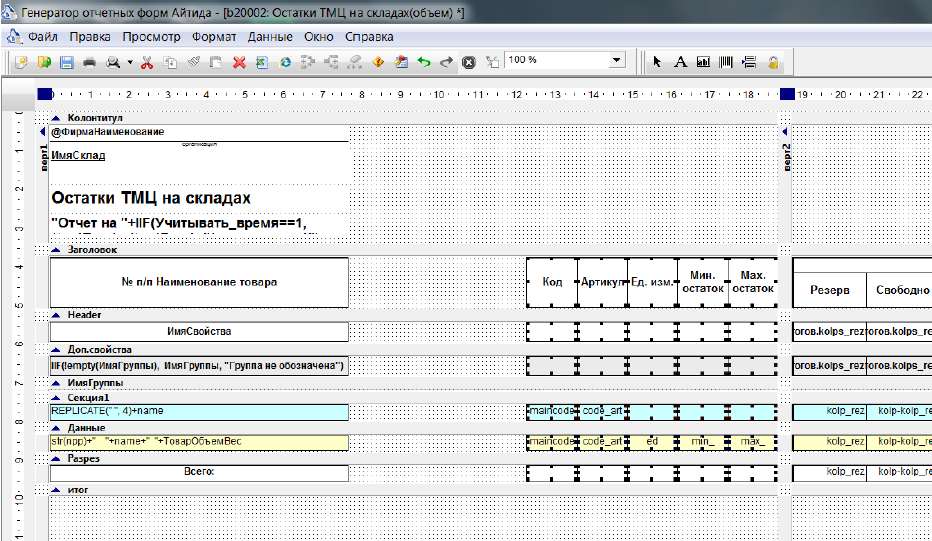 Генератор отчетных форм Айтида - [b20002: Остатки ТМЦ на складах(объем) *]
Файл Правка Просмотр Формат Данные Окно Справка
100 %
1 2 3 4 5 6 7 8 9 10 11 12 13 14 15 16 17 18 19 20 21 22
Колонтитул
верт1
верт2
@ФирмаНаименование
организация
ИмяСклад
Остатки ТМЦ на складах
"Отчет на "+IIF(Учитывать_время==1,
Заголовок
№ п/п Наименование товара Код Артикул Ед. изм. Мин. остаток Мах. остаток Резерв Свободно
Header
ИмяСвойства тогов.kolps_rez тогов.kolps_re
Доп.свойства
IIF(!empty(ИмяГруппы), ИмяГруппы, "Группа не обозначена") тогов.kolps_rez тогов.kolps_re
ИмяГруппы
Секция1
REPLICATE(" ", 4)+name maincode code_art kolp_rez kolp-kolp_re
Данные
str(npp)+" "+name+" "+ТоварОбъемВес maincode code_art ed min_ max_ kolp_rez kolp-kolp_re
Разрез
Всего: kolp_rez kolp-kolp_re
итог